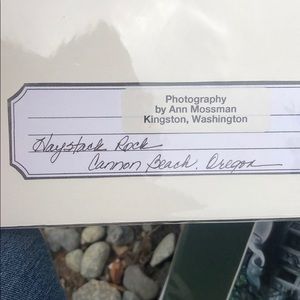 Photography
by Ann Mossman
Kingston, Washington
Haystack Rock
Cannon Beach, Oregon